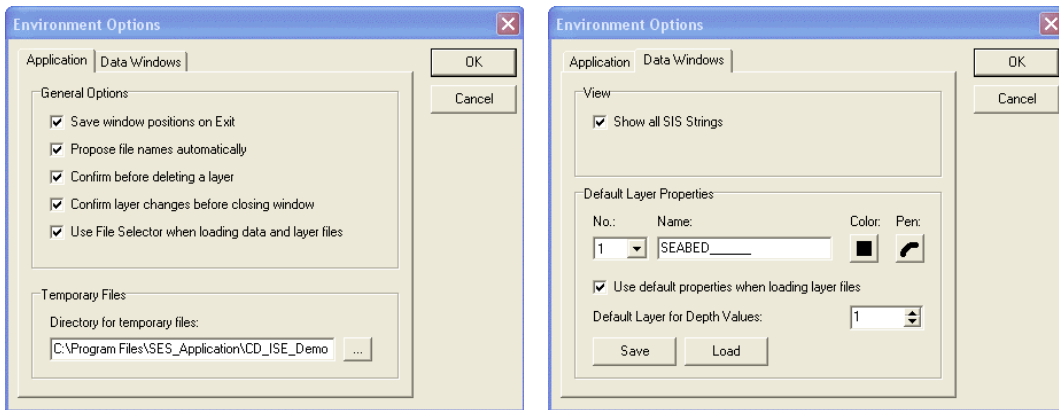 Environment Options
Application Data Windows
OK
Cancel
General Options
Save window positions on Exit
Propose file names automatically
Confirm before deleting a layer
Confirm layer changes before closing window
Use File Selector when loading data and layer files
Temporary Files
Directory for temporary files:
C:\Program Files\SES_Application\CD_ISE_Demo ...
Environment Options
Application Data Windows
OK
Cancel
View
Show all SIS Strings
Default Layer Properties
No.: Name: Color: Pen:
1 SEABED______
Use default properties when loading layer files
Default Layer for Depth Values: 1
Save Load